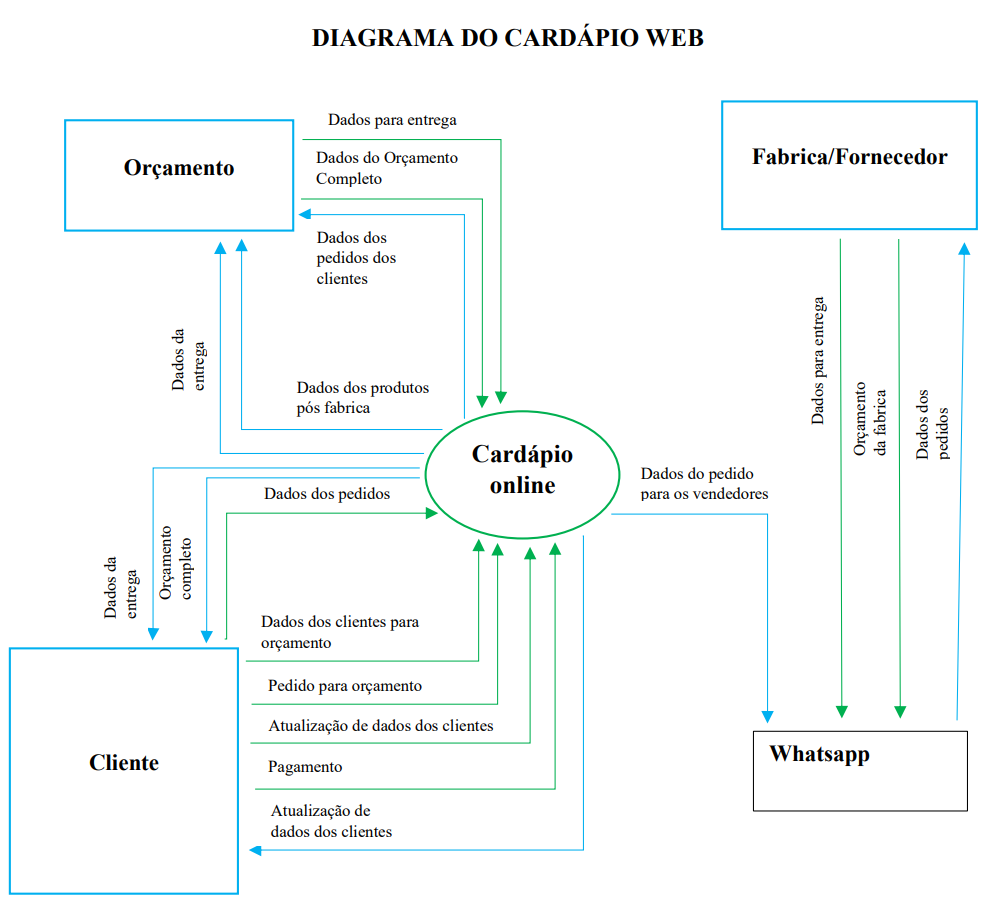 DIAGRAMA DO CARDÁPIO WEB
Dados para entrega
Orçamento
Dados do Orçamento
Completo
Fabrica/Fornecedor
Dados dos
pedidos dos
clientes
Dados da
entrega
Dados dos produtos
pós fabrica
Dados para entrega
Orçamento
da fabrica
Dados dos
pedidos
Cardápio
online
Dados do pedido
para os vendedores
Dados dos pedidos
Dados da
entrega
Orçamento
completo
Dados dos clientes para
orçamento
Pedido para orçamento
Atualização de dados dos clientes
Whatsapp
Cliente
Pagamento
Atualização de
dados dos clientes